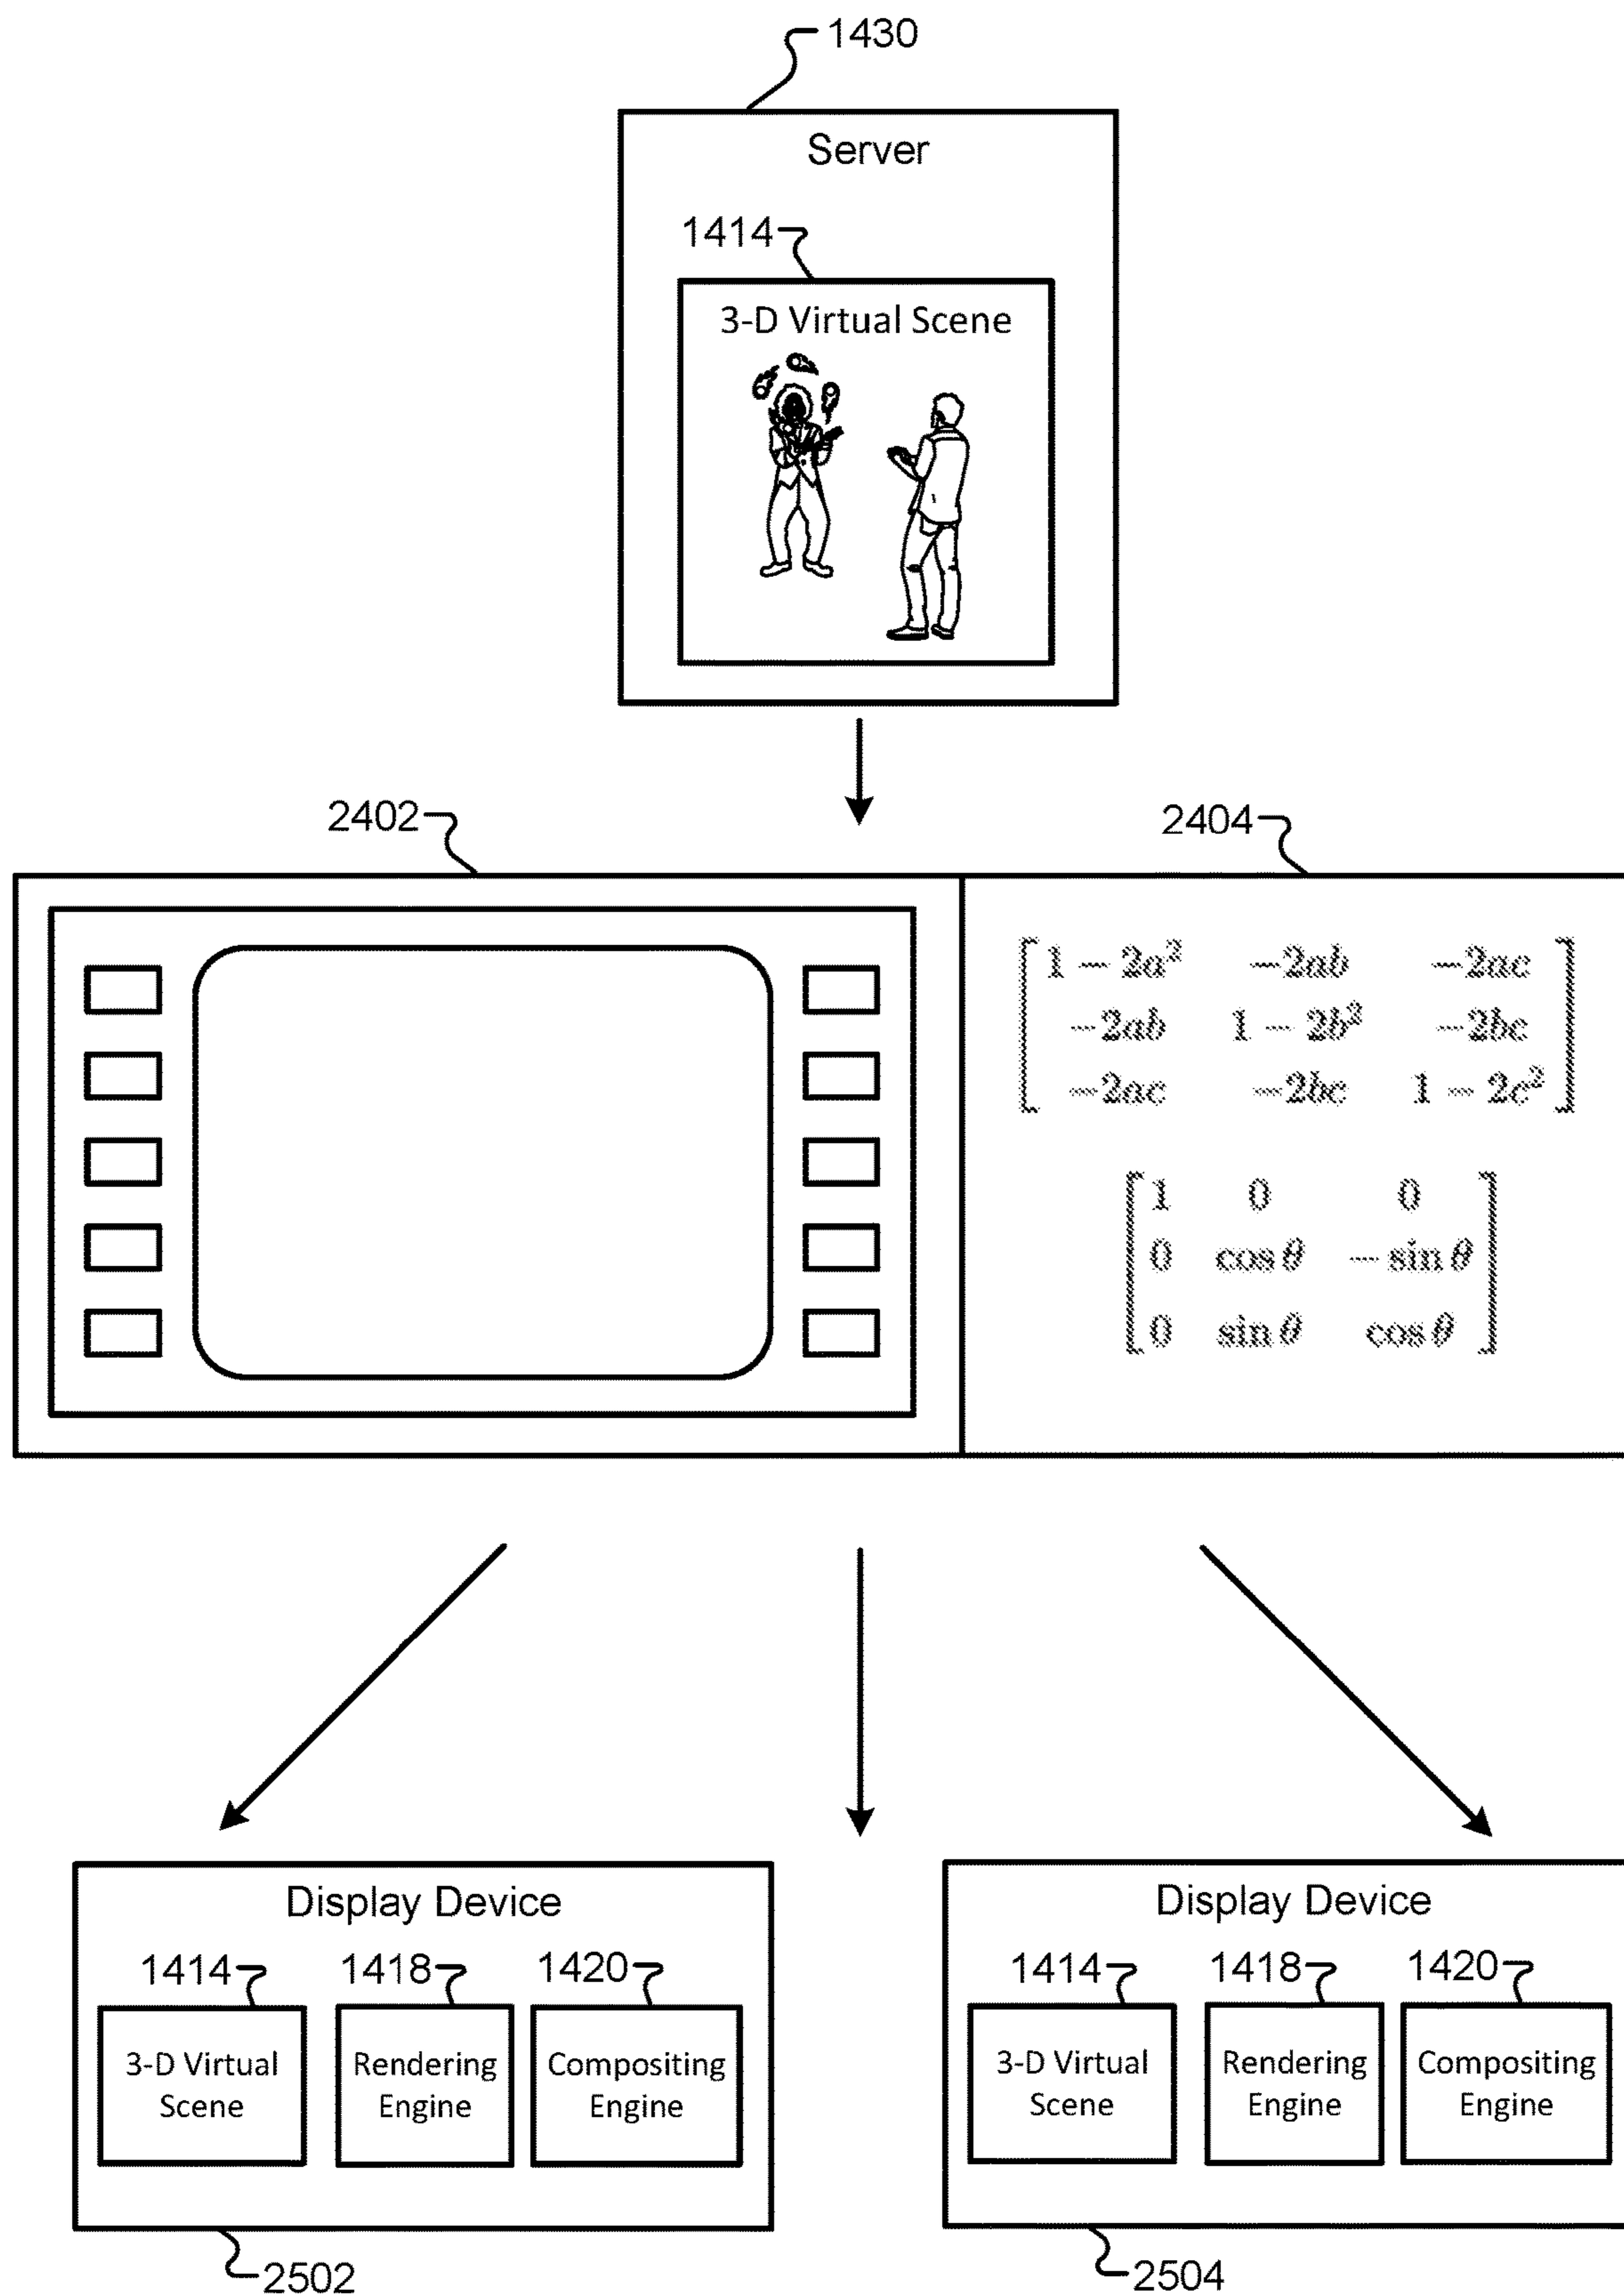 1430
Server
1414
3-D Virtual Scene
2402
2404
1 − 2a² −2ab −2ac
−2ab 1 − 2b² −2bc
−2ac −2bc 1 − 2c²
1 0 0
0 cos θ − sin θ
0 sin θ cos θ
Display Device
1414 1418 1420
3-D Virtual
Scene
Rendering
Engine
Compositing
Engine
2502
Display Device
1414 1418 1420
3-D Virtual
Scene
Rendering
Engine
Compositing
Engine
2504